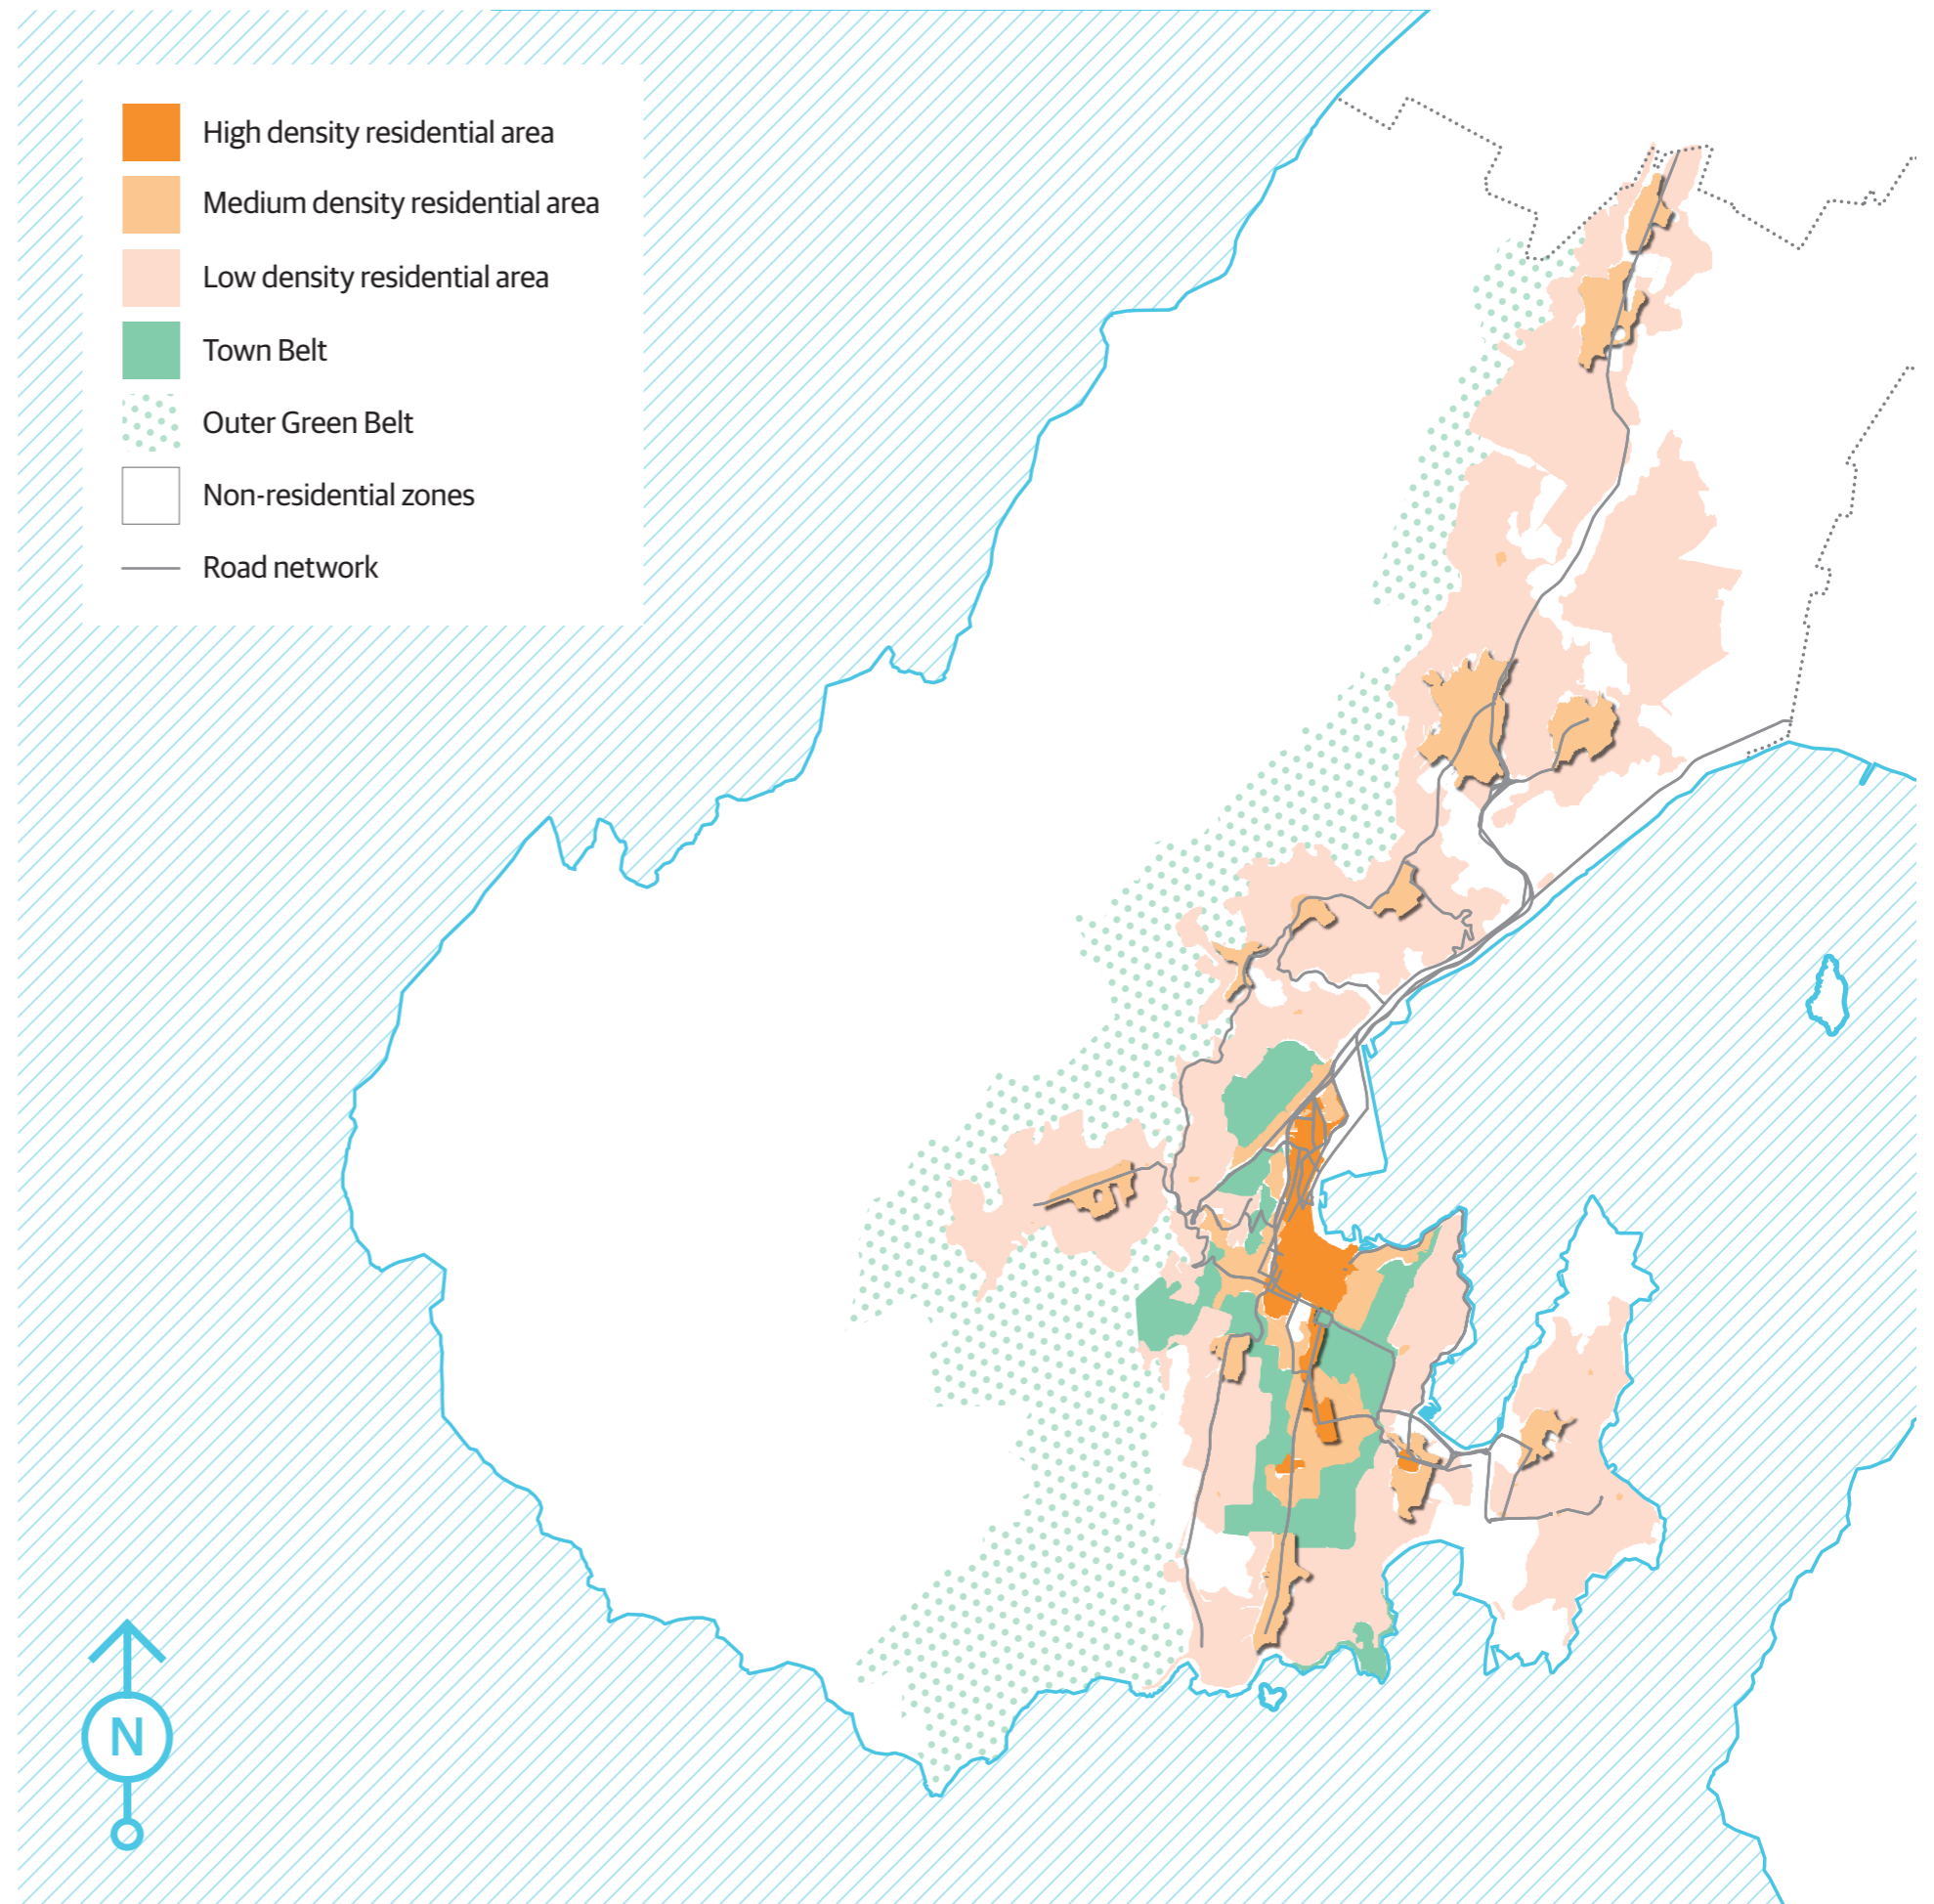 High density residential area
Medium density residential area
Low density residential area
Town Belt
Outer Green Belt
Non-residential zones
Road network
N